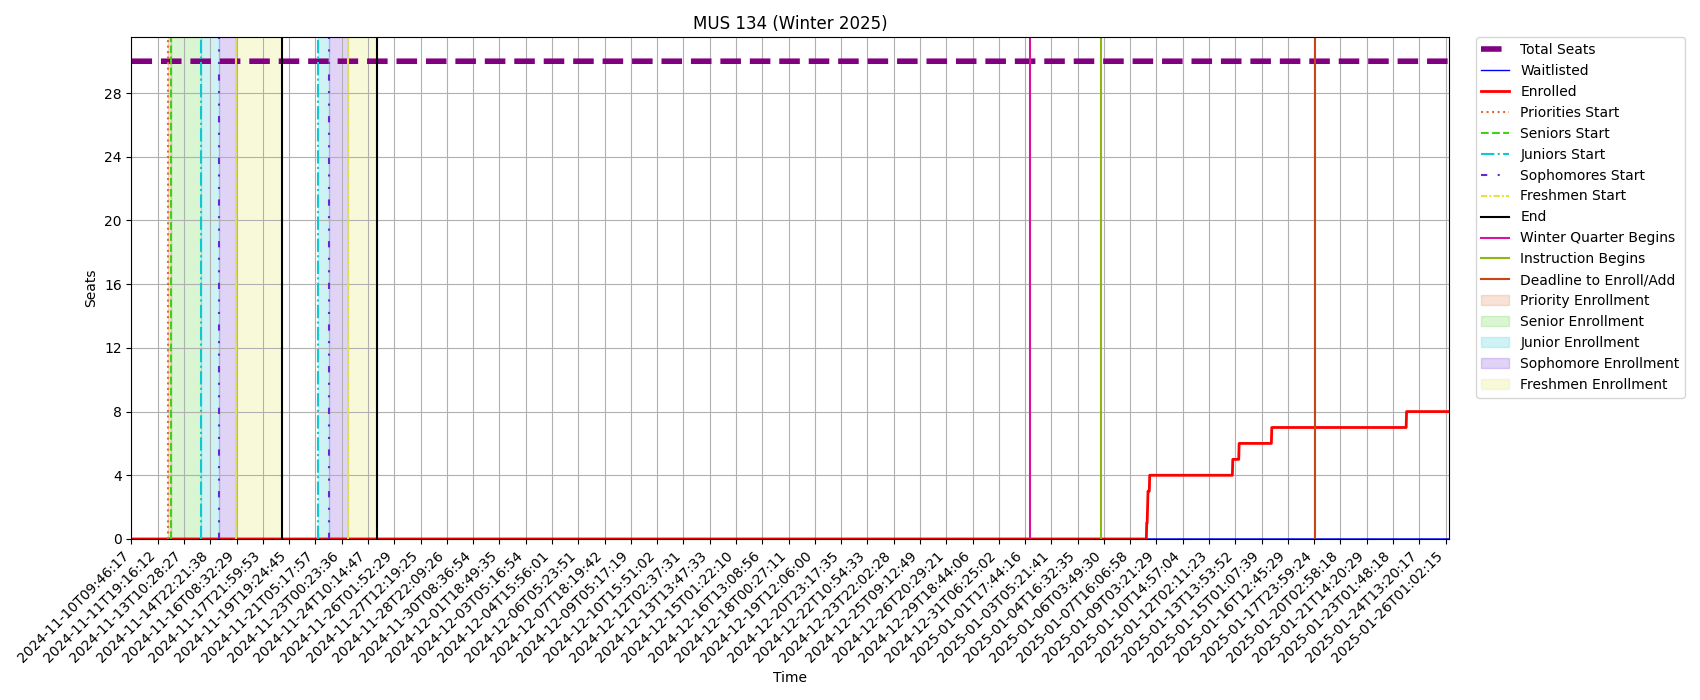 MUS 134 (Winter 2025)
Seats
28
24
20
16
12
8
4
0
2024-11-10T09:46:17
2024-11-11T19:16:12
2024-11-13T10:28:27
2024-11-14T22:21:38
2024-11-16T08:32:29
2024-11-17T21:59:53
2024-11-19T19:24:45
2024-11-21T05:17:57
2024-11-23T00:23:36
2024-11-24T10:14:47
2024-11-26T01:52:29
2024-11-27T12:19:25
2024-11-28T22:09:26
2024-11-30T08:36:54
2024-12-01T18:49:35
2024-12-03T05:16:54
2024-12-04T15:56:01
2024-12-06T05:23:51
2024-12-07T18:19:42
2024-12-09T05:17:19
2024-12-10T15:51:02
2024-12-12T02:37:31
2024-12-13T13:47:33
2024-12-15T01:22:10
2024-12-16T13:08:56
2024-12-18T00:27:11
2024-12-19T12:06:00
2024-12-20T23:17:35
2024-12-22T10:54:33
2024-12-23T22:02:28
2024-12-25T09:12:49
2024-12-26T20:29:21
2024-12-29T18:44:06
2024-12-31T06:25:02
2025-01-01T17:44:16
2025-01-03T05:21:41
2025-01-04T16:32:35
2025-01-06T03:49:30
2025-01-07T16:06:58
2025-01-09T03:21:29
2025-01-10T14:57:04
2025-01-12T02:11:23
2025-01-13T13:53:52
2025-01-15T01:07:39
2025-01-16T12:45:29
2025-01-17T23:59:24
2025-01-20T02:58:18
2025-01-21T14:20:29
2025-01-23T01:48:18
2025-01-24T13:20:17
2025-01-26T01:02:15
Time
Total Seats
Waitlisted
Enrolled
Priorities Start
Seniors Start
Juniors Start
Sophomores Start
Freshmen Start
End
Winter Quarter Begins
Instruction Begins
Deadline to Enroll/Add
Priority Enrollment
Senior Enrollment
Junior Enrollment
Sophomore Enrollment
Freshmen Enrollment